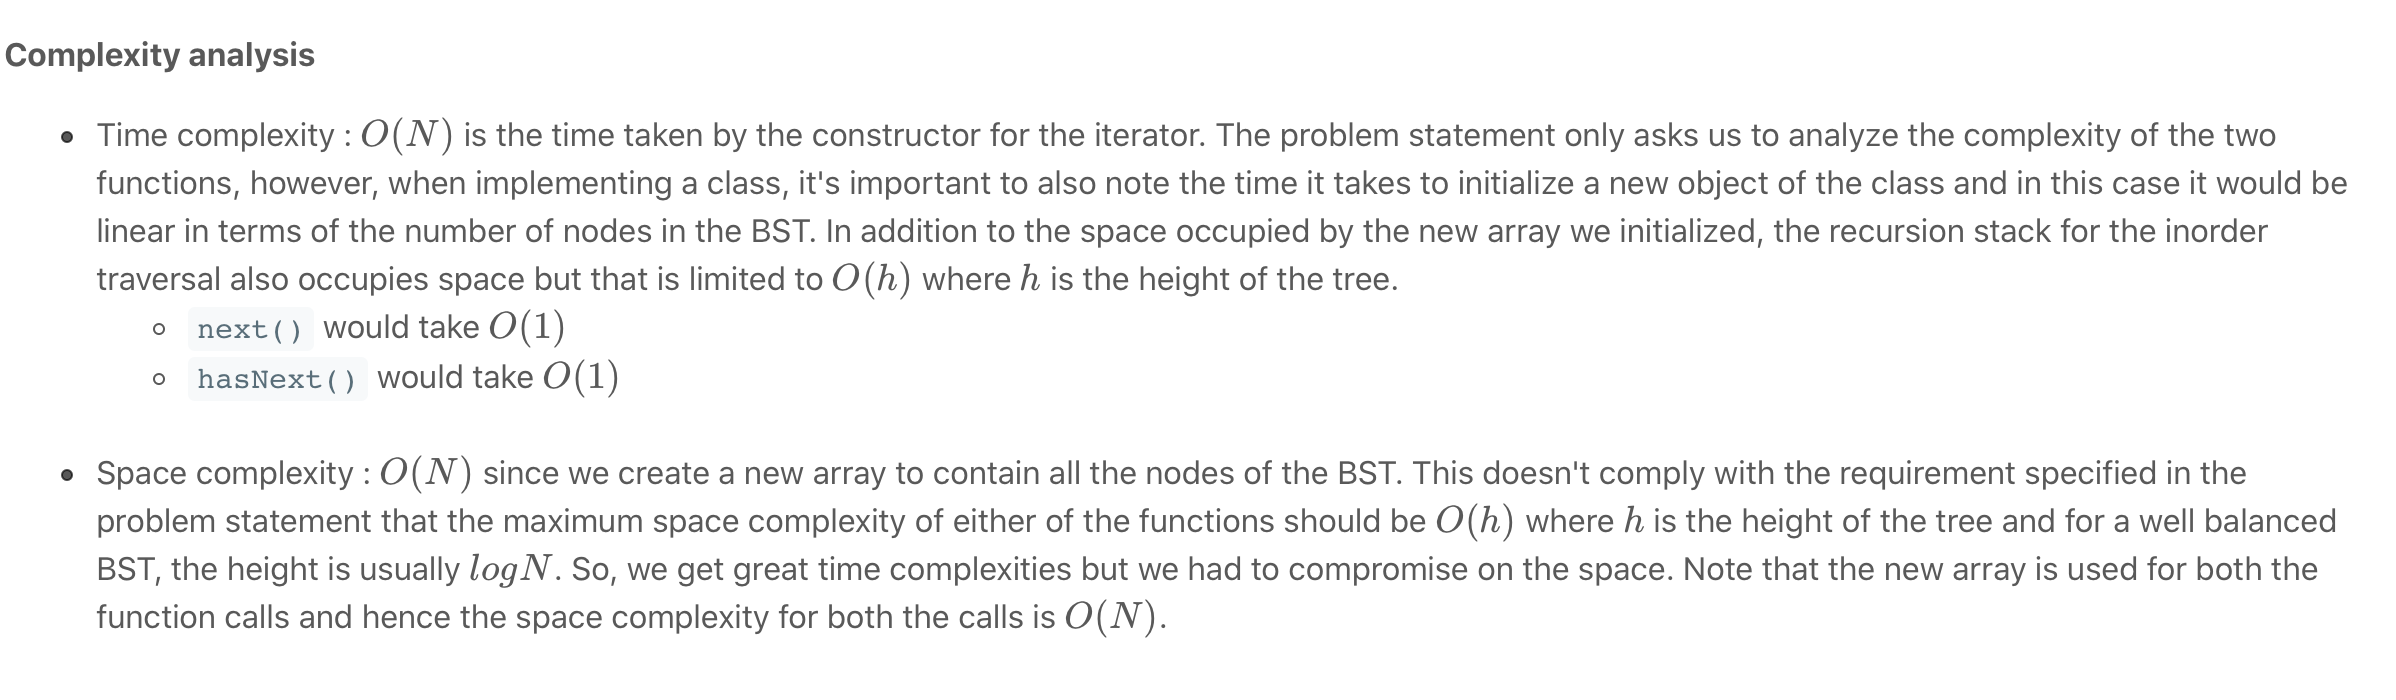 Complexity analysis
• Time complexity : O(N) is the time taken by the constructor for the iterator. The problem statement only asks us to analyze the complexity of the two
functions, however, when implementing a class, it's important to also note the time it takes to initialize a new object of the class and in this case it would be
linear in terms of the number of nodes in the BST. In addition to the space occupied by the new array we initialized, the recursion stack for the inorder
traversal also occupies space but that is limited to O(h) where h is the height of the tree.
◦ next() would take O(1)
◦ hasNext() would take O(1)
• Space complexity : O(N) since we create a new array to contain all the nodes of the BST. This doesn't comply with the requirement specified in the
problem statement that the maximum space complexity of either of the functions should be O(h) where h is the height of the tree and for a well balanced
BST, the height is usually logN. So, we get great time complexities but we had to compromise on the space. Note that the new array is used for both the
function calls and hence the space complexity for both the calls is O(N).